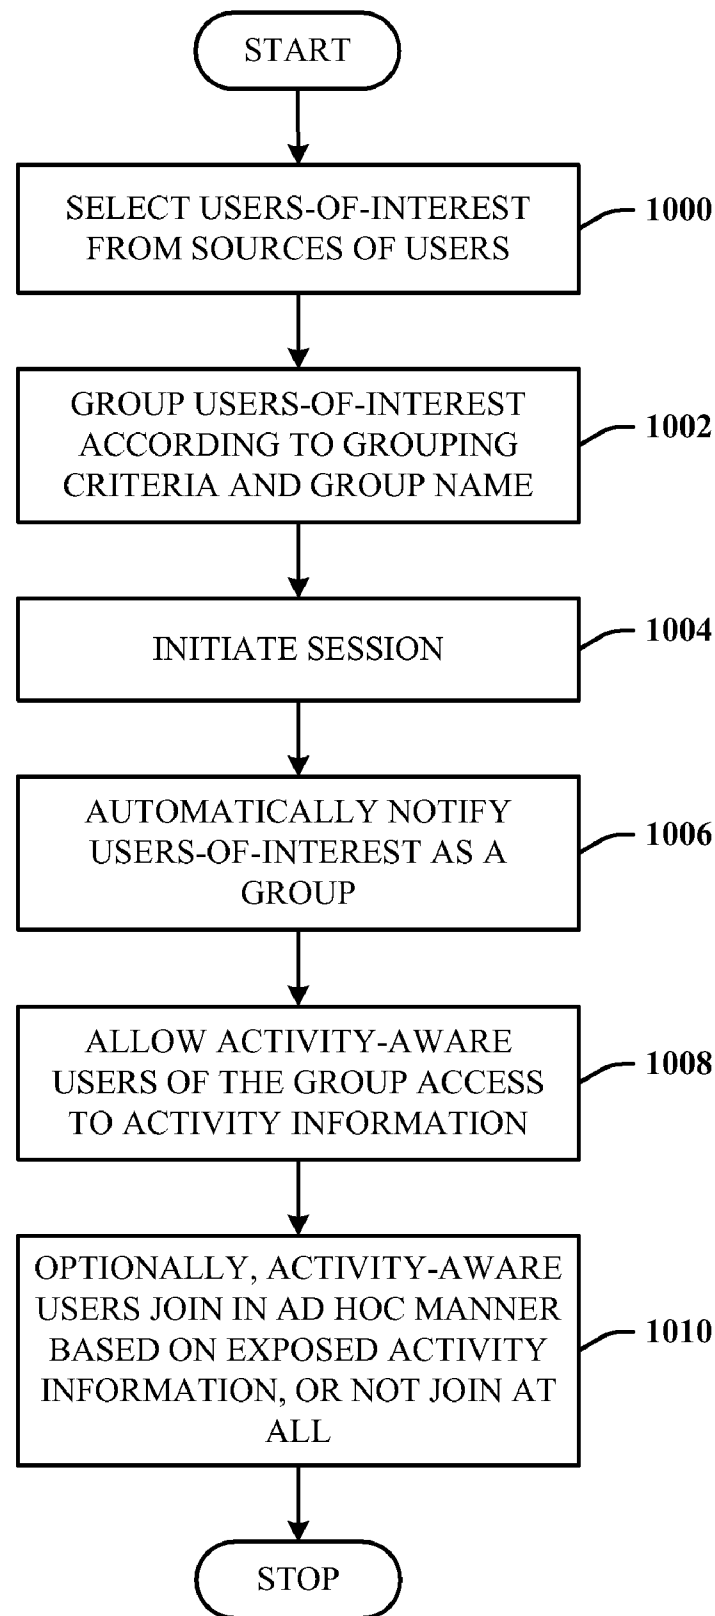 START
SELECT USERS-OF-INTEREST
FROM SOURCES OF USERS
1000
GROUP USERS-OF-INTEREST
ACCORDING TO GROUPING
CRITERIA AND GROUP NAME
1002
INITIATE SESSION
1004
AUTOMATICALLY NOTIFY
USERS-OF-INTEREST AS A
GROUP
1006
ALLOW ACTIVITY-AWARE
USERS OF THE GROUP ACCESS
TO ACTIVITY INFORMATION
1008
OPTIONALLY, ACTIVITY-AWARE
USERS JOIN IN AD HOC MANNER
BASED ON EXPOSED ACTIVITY
INFORMATION, OR NOT JOIN AT
ALL
1010
STOP